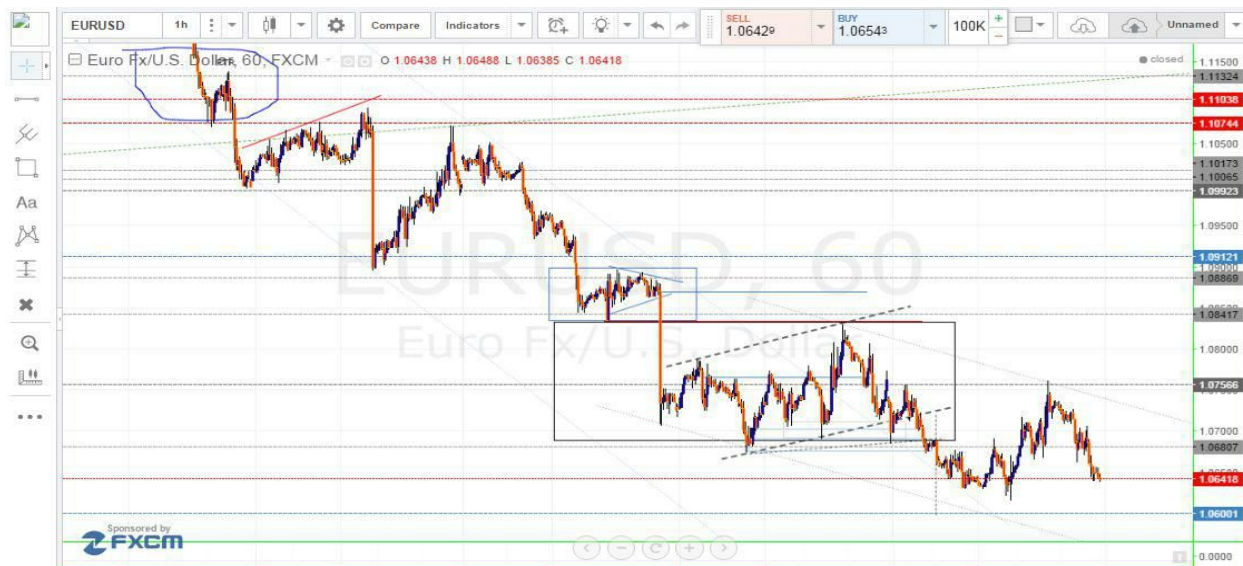 EURUSD 1h Compare Indicators SELL 1.06429 BUY 1.06543 100K + − Unnamed
Euro Fx/U.S. Dollar, 60, FXCM O 1.06438 H 1.06488 L 1.06385 C 1.06418 closed
1.11500
1.11324
1.11038
1.10744
1.10500
1.10173
1.10065
1.09923
1.09500
1.09121
1.09000
1.08869
1.08417
1.08000
1.07566
1.07000
1.06807
1.06418
1.06001
0.0000
Aa
EURUSD, 60
Euro Fx/U.S. Dollar
Sponsored by
FXCM